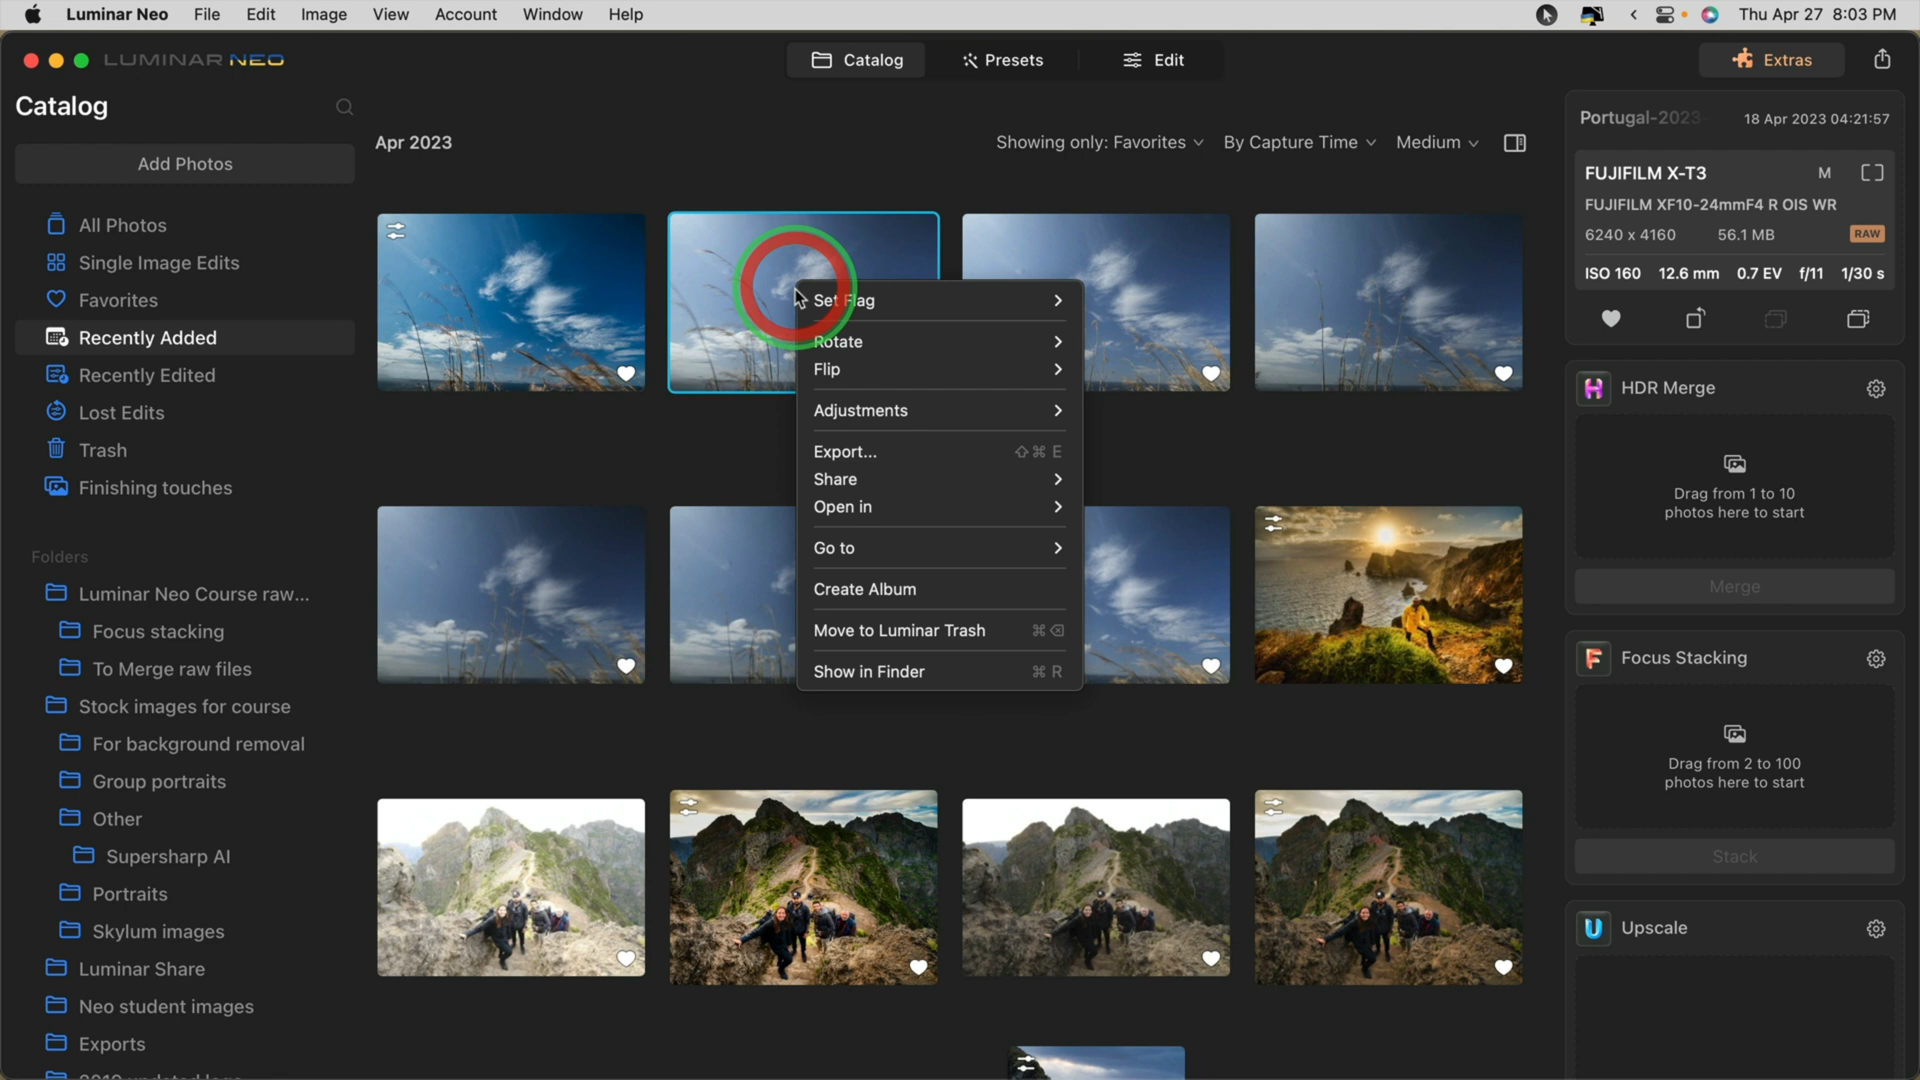 Luminar Neo File Edit Image View Account Window Help Thu Apr 27 8:03 PM
LUMINAR NEO
Catalog Presets Edit Extras
Catalog
Add Photos
All Photos
Single Image Edits
Favorites
Recently Added
Recently Edited
Lost Edits
Trash
Finishing touches
Folders
Luminar Neo Course raw...
Focus stacking
To Merge raw files
Stock images for course
For background removal
Group portraits
Other
Supersharp AI
Portraits
Skylum images
Luminar Share
Neo student images
Exports
Apr 2023 Showing only: Favorites By Capture Time Medium
Set Flag
Rotate
Flip
Adjustments
Export... ⇧⌘ E
Share
Open in
Go to
Create Album
Move to Luminar Trash ⌘⌫
Show in Finder ⌘ R
Portugal-2023 18 Apr 2023 04:21:57
FUJIFILM X-T3 M
FUJIFILM XF10-24mmF4 R OIS WR
6240 x 4160 56.1 MB RAW
ISO 160 12.6 mm 0.7 EV f/11 1/30 s
HDR Merge
Drag from 1 to 10
photos here to start
Merge
Focus Stacking
Drag from 2 to 100
photos here to start
Stack
Upscale